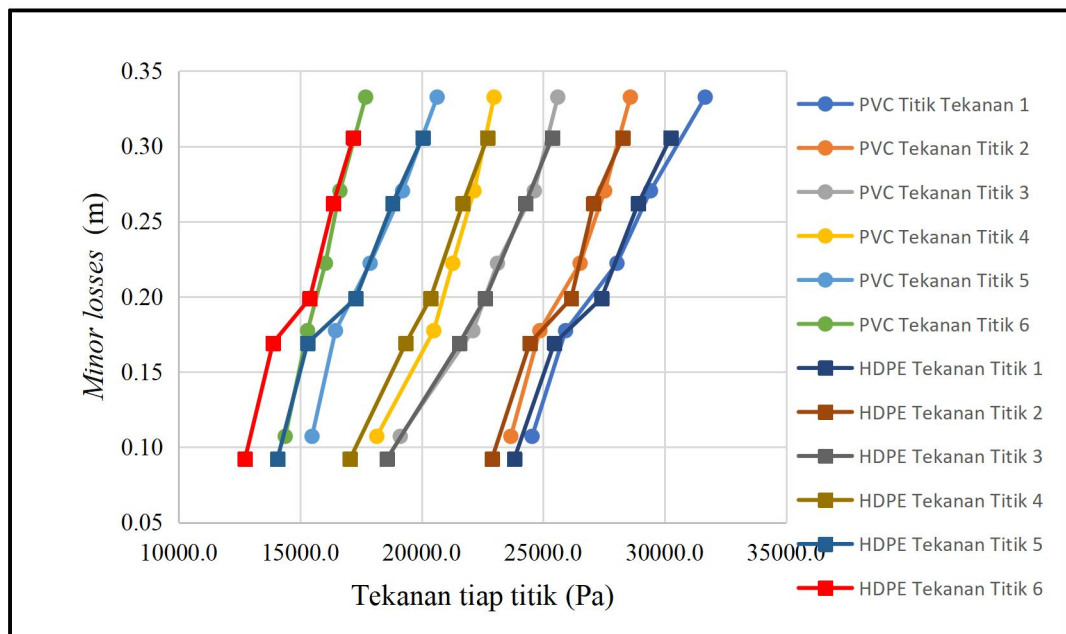 0.35
0.30
0.25
0.20
0.15
0.10
0.05
Minor losses (m)
10000.0 15000.0 20000.0 25000.0 30000.0 35000.0
Tekanan tiap titik (Pa)
PVC Titik Tekanan 1
PVC Tekanan Titik 2
PVC Tekanan Titik 3
PVC Tekanan Titik 4
PVC Tekanan Titik 5
PVC Tekanan Titik 6
HDPE Tekanan Titik 1
HDPE Tekanan Titik 2
HDPE Tekanan Titik 3
HDPE Tekanan Titik 4
HDPE Tekanan Titik 5
HDPE Tekanan Titik 6